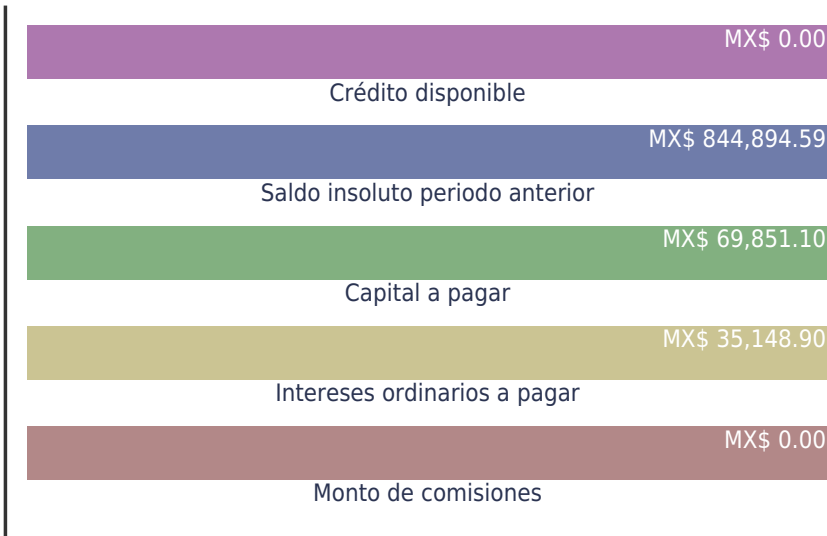 MX$ 0.00
Crédito disponible
MX$ 844,894.59
Saldo insoluto periodo anterior
MX$ 69,851.10
Capital a pagar
MX$ 35,148.90
Intereses ordinarios a pagar
MX$ 0.00
Monto de comisiones